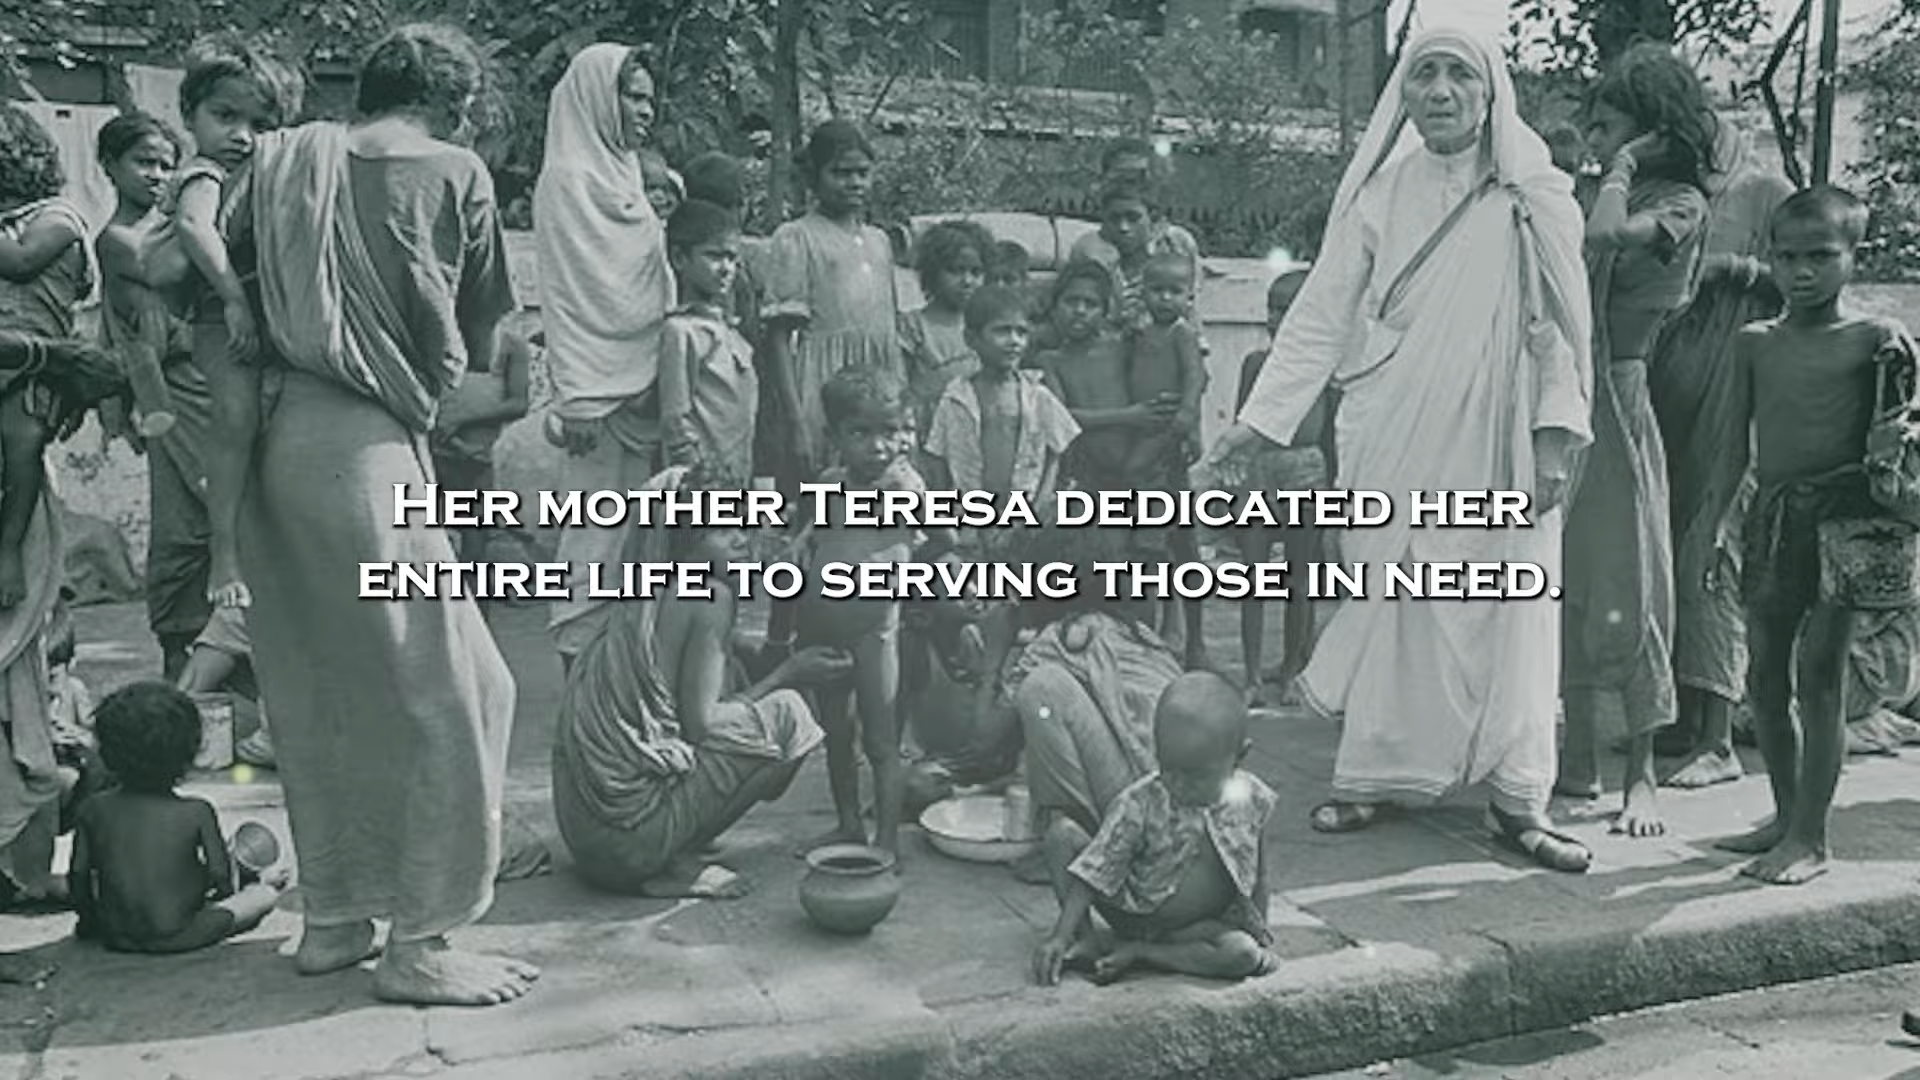 Her mother Teresa dedicated her
entire life to serving those in need.